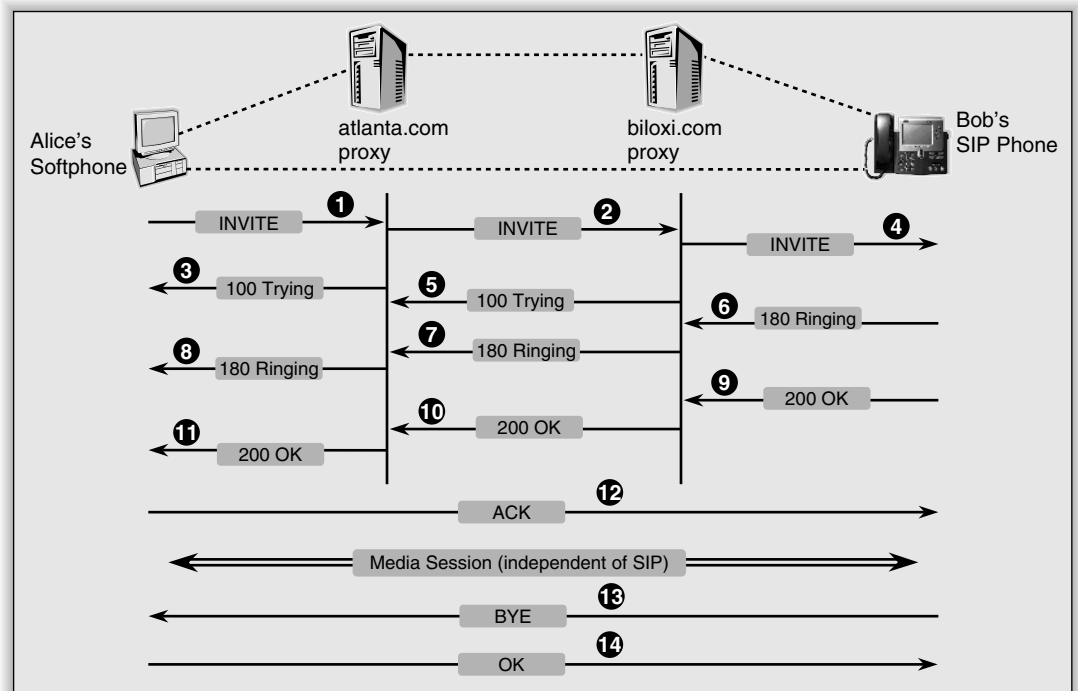 atlanta.com
proxy
biloxi.com
proxy
Alice's
Softphone
Bob's
SIP Phone
1
INVITE
2
INVITE
4
INVITE
3
100 Trying
5
100 Trying
6
180 Ringing
7
180 Ringing
8
180 Ringing
9
200 OK
10
200 OK
11
200 OK
12
ACK
Media Session (independent of SIP)
13
BYE
14
OK